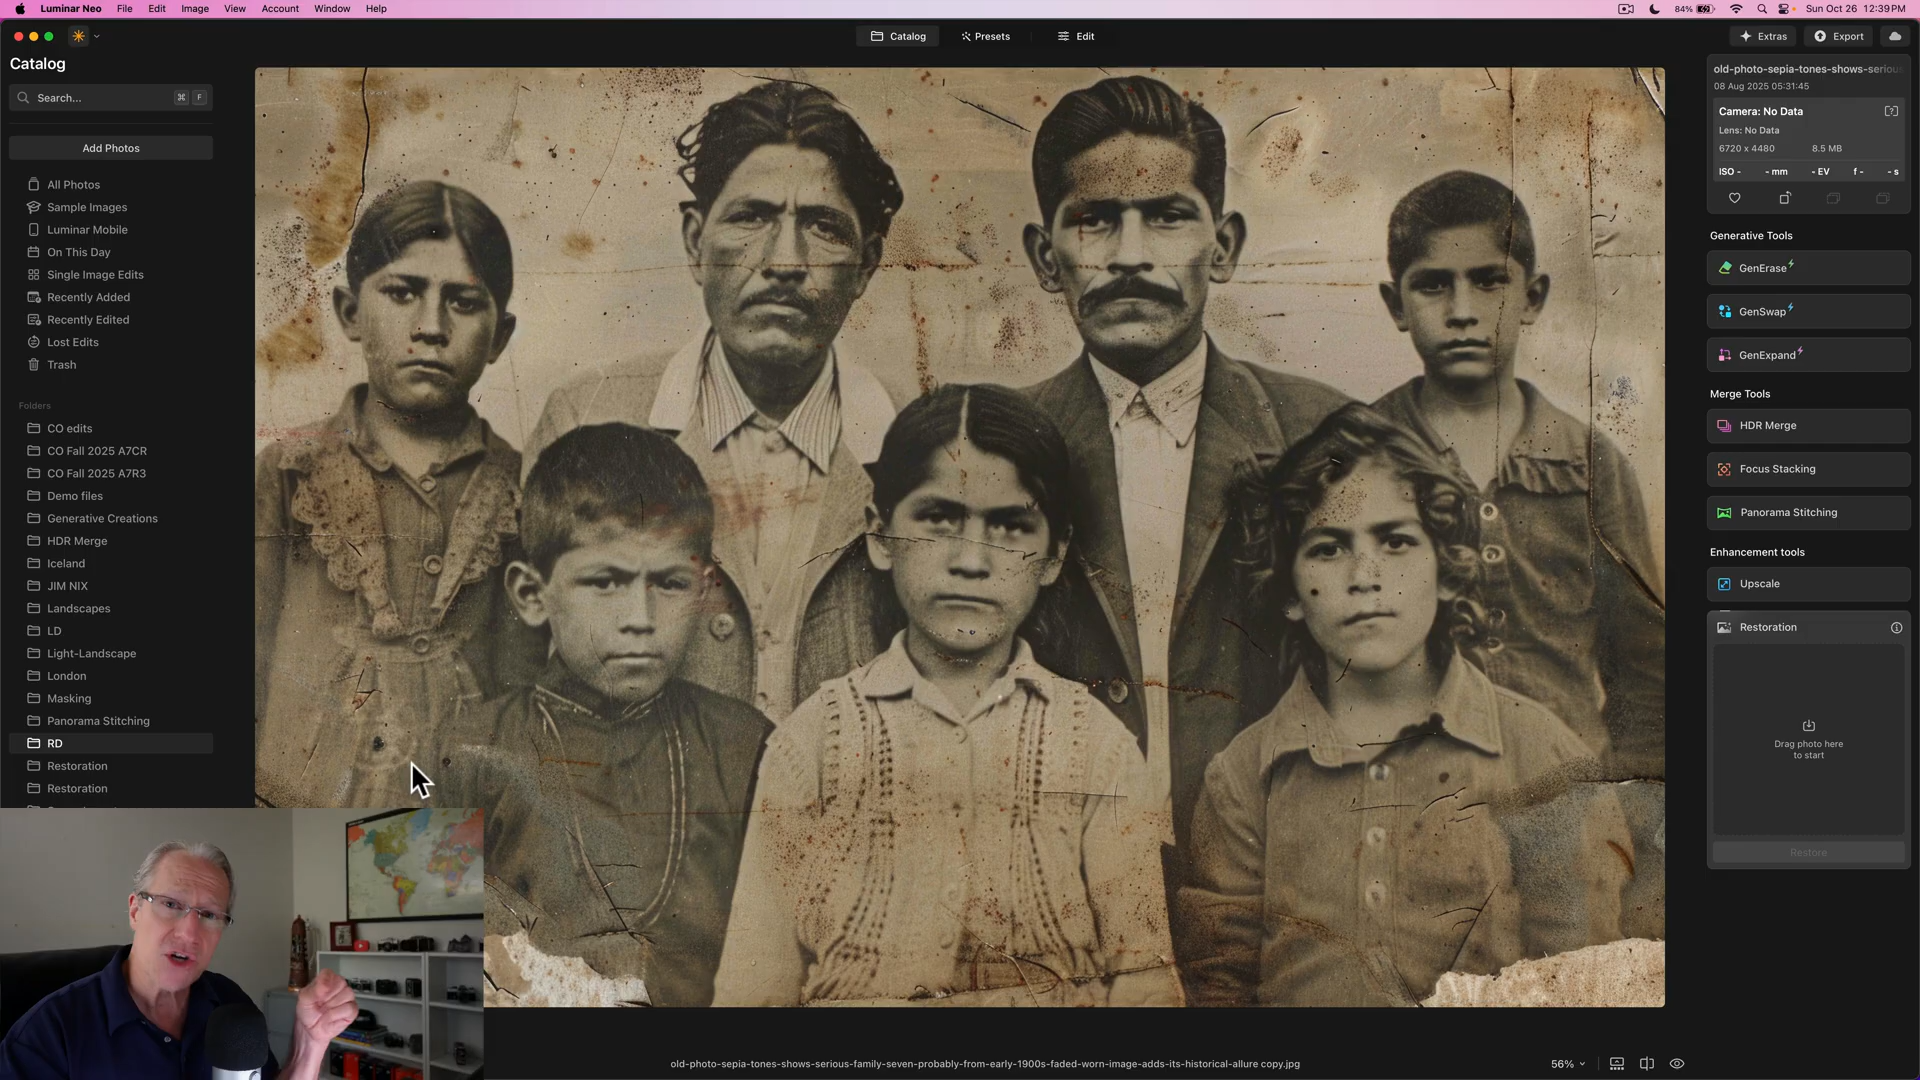 Luminar Neo File Edit Image View Account Window Help
84% Sun Oct 26 12:39 PM
Catalog Presets Edit
Extras Export
Catalog
Search... ⌘ F
Add Photos
All Photos
Sample Images
Luminar Mobile
On This Day
Single Image Edits
Recently Added
Recently Edited
Lost Edits
Trash
Folders
CO edits
CO Fall 2025 A7CR
CO Fall 2025 A7R3
Demo files
Generative Creations
HDR Merge
Iceland
JIM NIX
Landscapes
LD
Light-Landscape
London
Masking
Panorama Stitching
RD
Restoration
Restoration
old-photo-sepia-tones-shows-serious
08 Aug 2025 05:31:45
Camera: No Data
Lens: No Data
6720 x 4480 8.5 MB
ISO - - mm - EV f - - s
Generative Tools
GenErase
GenSwap
GenExpand
Merge Tools
HDR Merge
Focus Stacking
Panorama Stitching
Enhancement tools
Upscale
Restoration
Drag photo here
to start
Restore
old-photo-sepia-tones-shows-serious-family-seven-probably-from-early-1900s-faded-worn-image-adds-its-historical-allure copy.jpg
56%